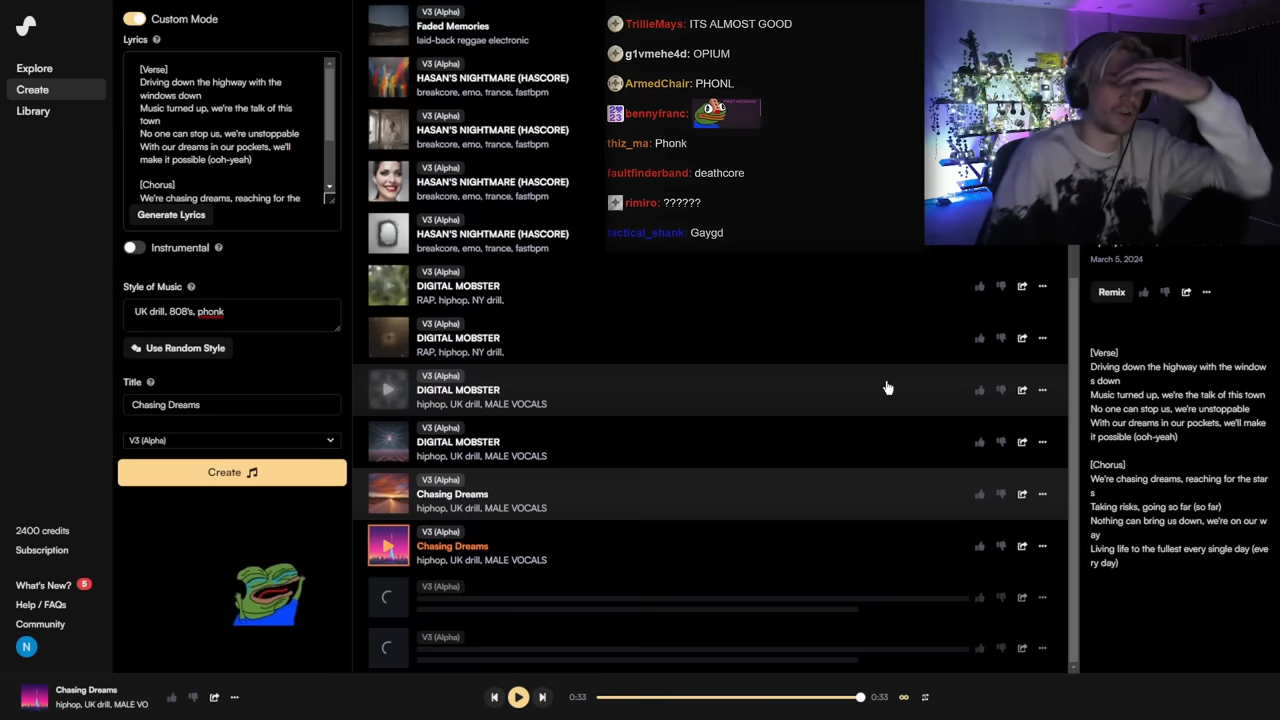 Explore
Create
Library
2400 credits
Subscription
What's New? 5
Help / FAQs
Community
N
Custom Mode
Lyrics
[Verse]
Driving down the highway with the
windows down
Music turned up, we're the talk of this
town
No one can stop us, we're unstoppable
With our dreams in our pockets, we'll
make it possible (ooh-yeah)
[Chorus]
We're chasing dreams, reaching for the
Generate Lyrics
Instrumental
Style of Music
UK drill, 808's, phonk
Use Random Style
Title
Chasing Dreams
V3 (Alpha)
Create
V3 (Alpha)
Faded Memories
laid-back reggae electronic
V3 (Alpha)
HASAN'S NIGHTMARE (HASCORE)
breakcore, emo, trance, fastbpm
V3 (Alpha)
HASAN'S NIGHTMARE (HASCORE)
breakcore, emo, trance, fastbpm
V3 (Alpha)
HASAN'S NIGHTMARE (HASCORE)
breakcore, emo, trance, fastbpm
V3 (Alpha)
HASAN'S NIGHTMARE (HASCORE)
breakcore, emo, trance, fastbpm
V3 (Alpha)
DIGITAL MOBSTER
RAP, hiphop, NY drill,
V3 (Alpha)
DIGITAL MOBSTER
RAP, hiphop, NY drill,
V3 (Alpha)
DIGITAL MOBSTER
hiphop, UK drill, MALE VOCALS
V3 (Alpha)
DIGITAL MOBSTER
hiphop, UK drill, MALE VOCALS
V3 (Alpha)
Chasing Dreams
hiphop, UK drill, MALE VOCALS
V3 (Alpha)
Chasing Dreams
hiphop, UK drill, MALE VOCALS
V3 (Alpha)
V3 (Alpha)
TrillieMays: ITS ALMOST GOOD
g1vmehe4d: OPIUM
ArmedChair: PHONL
bennyfranc:
thiz_ma: Phonk
faultfinderband: deathcore
rimiro: ??????
tactical_shank: Gaygd
March 5, 2024
Remix
[Verse]
Driving down the highway with the window
s down
Music turned up, we're the talk of this town
No one can stop us, we're unstoppable
With our dreams in our pockets, we'll make
it possible (ooh-yeah)
[Chorus]
We're chasing dreams, reaching for the star
s
Taking risks, going so far (so far)
Nothing can bring us down, we're on our w
ay
Living life to the fullest every single day (eve
ry day)
Chasing Dreams
hiphop, UK drill, MALE VO
0:33
0:33